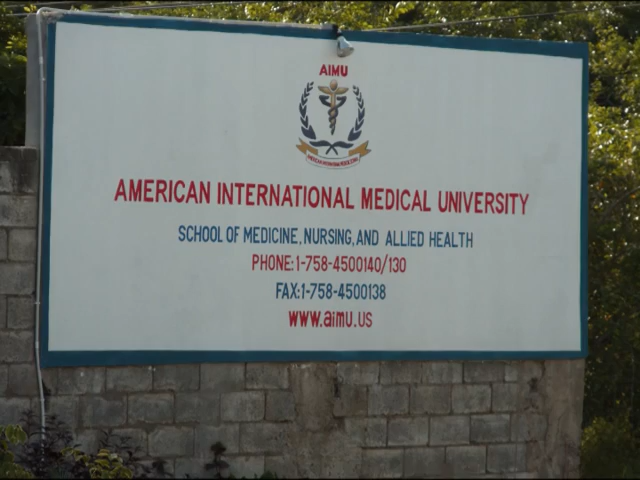 AIMU
AMERICAN INTERNATIONAL MEDICAL UNIVERSITY
SCHOOL OF MEDICINE, NURSING, AND ALLIED HEALTH
PHONE:1-758-4500140/130
FAX:1-758-4500138
WWW.aimu.US